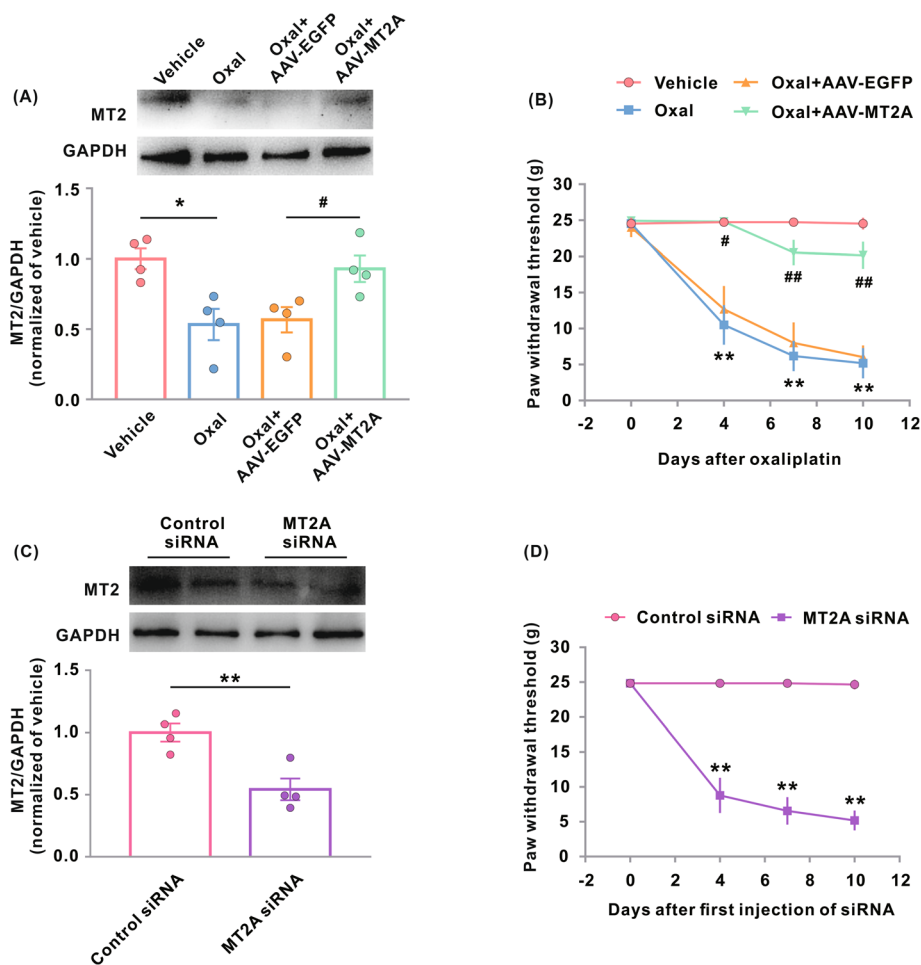 (A)
Vehicle
Oxal
Oxal+
AAV-EGFP
Oxal+
AAV-MT2A
MT2
GAPDH
MT2/GAPDH
(normalized of vehicle)
1.5
1.0
0.5
0.0
*
#
Vehicle
Oxal
Oxal+
AAV-EGFP
Oxal+
AAV-MT2A
(B)
Vehicle
Oxal+AAV-EGFP
Oxal
Oxal+AAV-MT2A
Paw withdrawal threshold (g)
30
25
20
15
10
5
0
#
##
##
**
**
**
-2 0 2 4 6 8 10 12
Days after oxaliplatin
(C)
Control
siRNA
MT2A
siRNA
MT2
GAPDH
MT2/GAPDH
(normalized of vehicle)
1.5
1.0
0.5
0.0
**
Control siRNA
MT2A siRNA
(D)
Control siRNA
MT2A siRNA
Paw withdrawal threshold (g)
30
25
20
15
10
5
0
**
**
**
-2 0 2 4 6 8 10 12
Days after first injection of siRNA